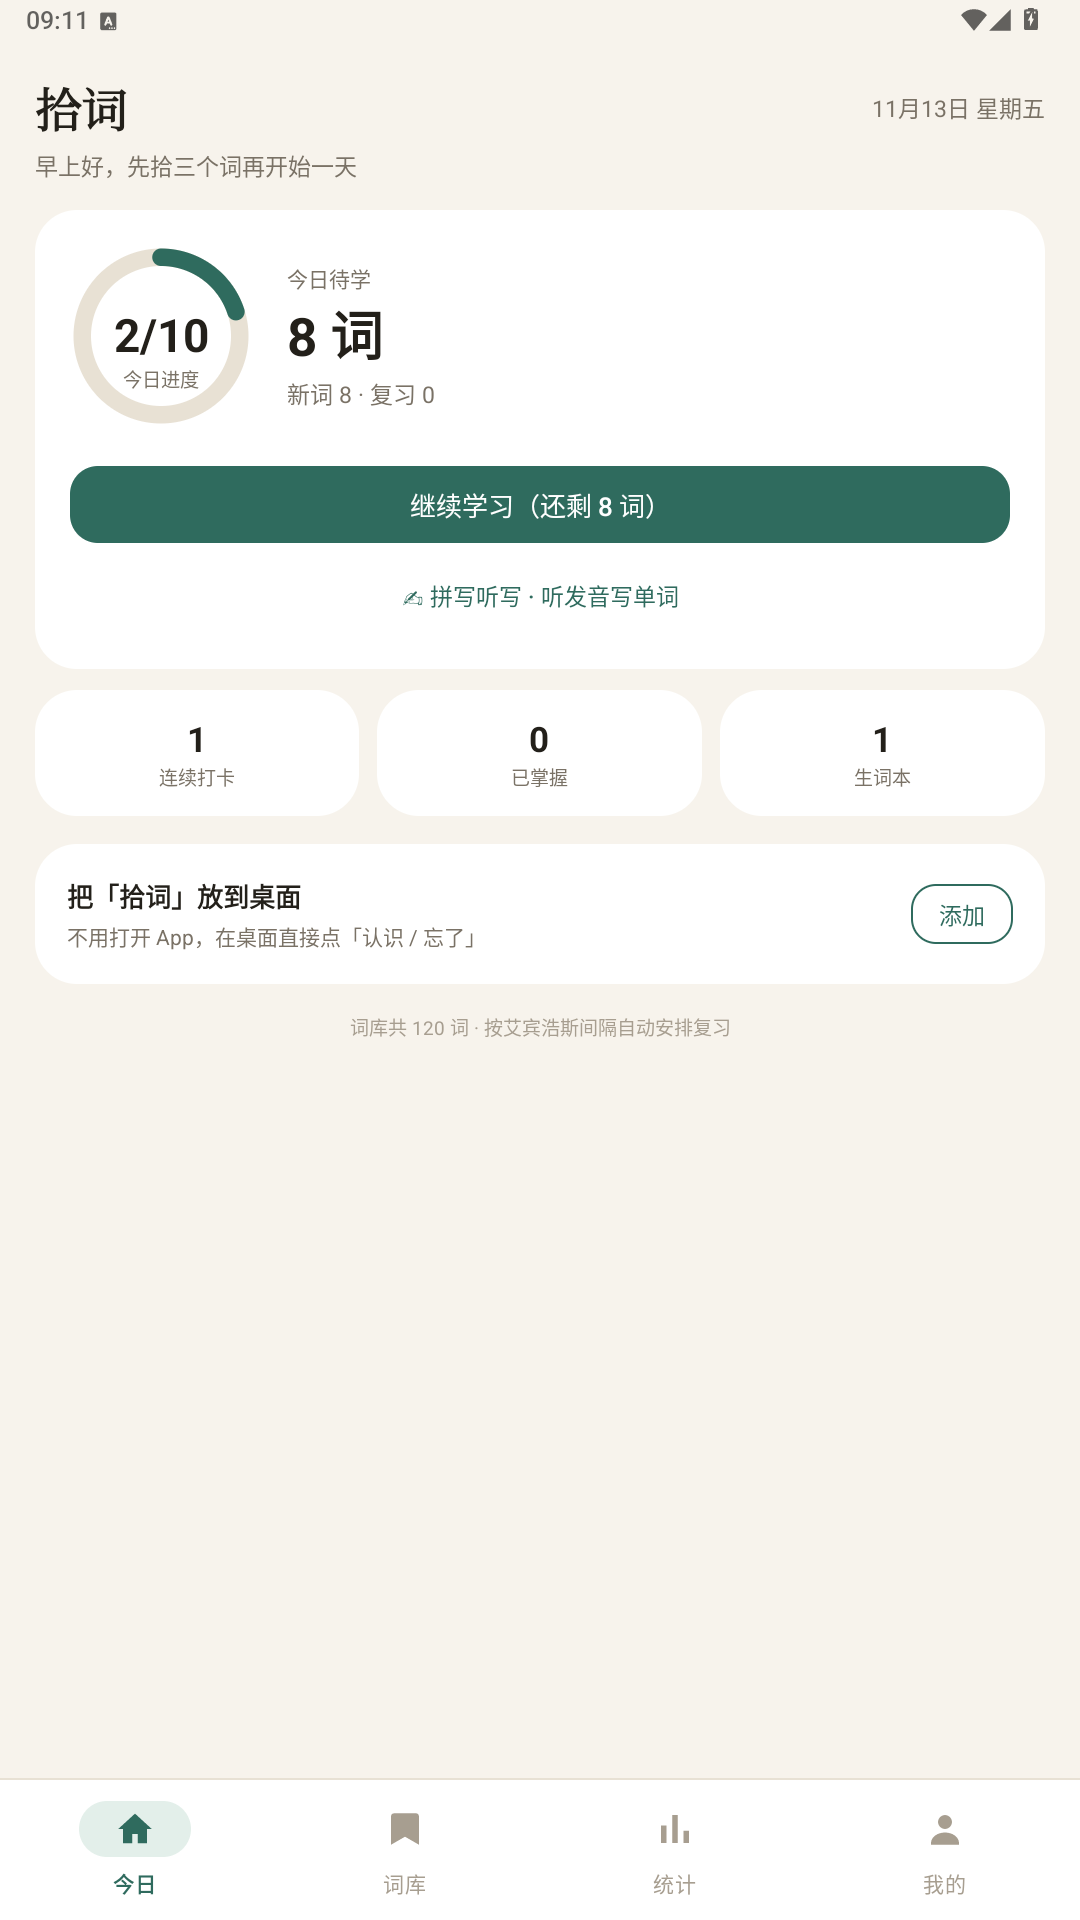 09:11
拾词
11月13日 星期五
早上好，先拾三个词再开始一天
2/10
今日进度
今日待学
8 词
新词 8 · 复习 0
继续学习（还剩 8 词）
✍ 拼写听写 · 听发音写单词
1
连续打卡
0
已掌握
1
生词本
把「拾词」放到桌面
不用打开 App，在桌面直接点「认识 / 忘了」
添加
词库共 120 词 · 按艾宾浩斯间隔自动安排复习
今日
词库
统计
我的